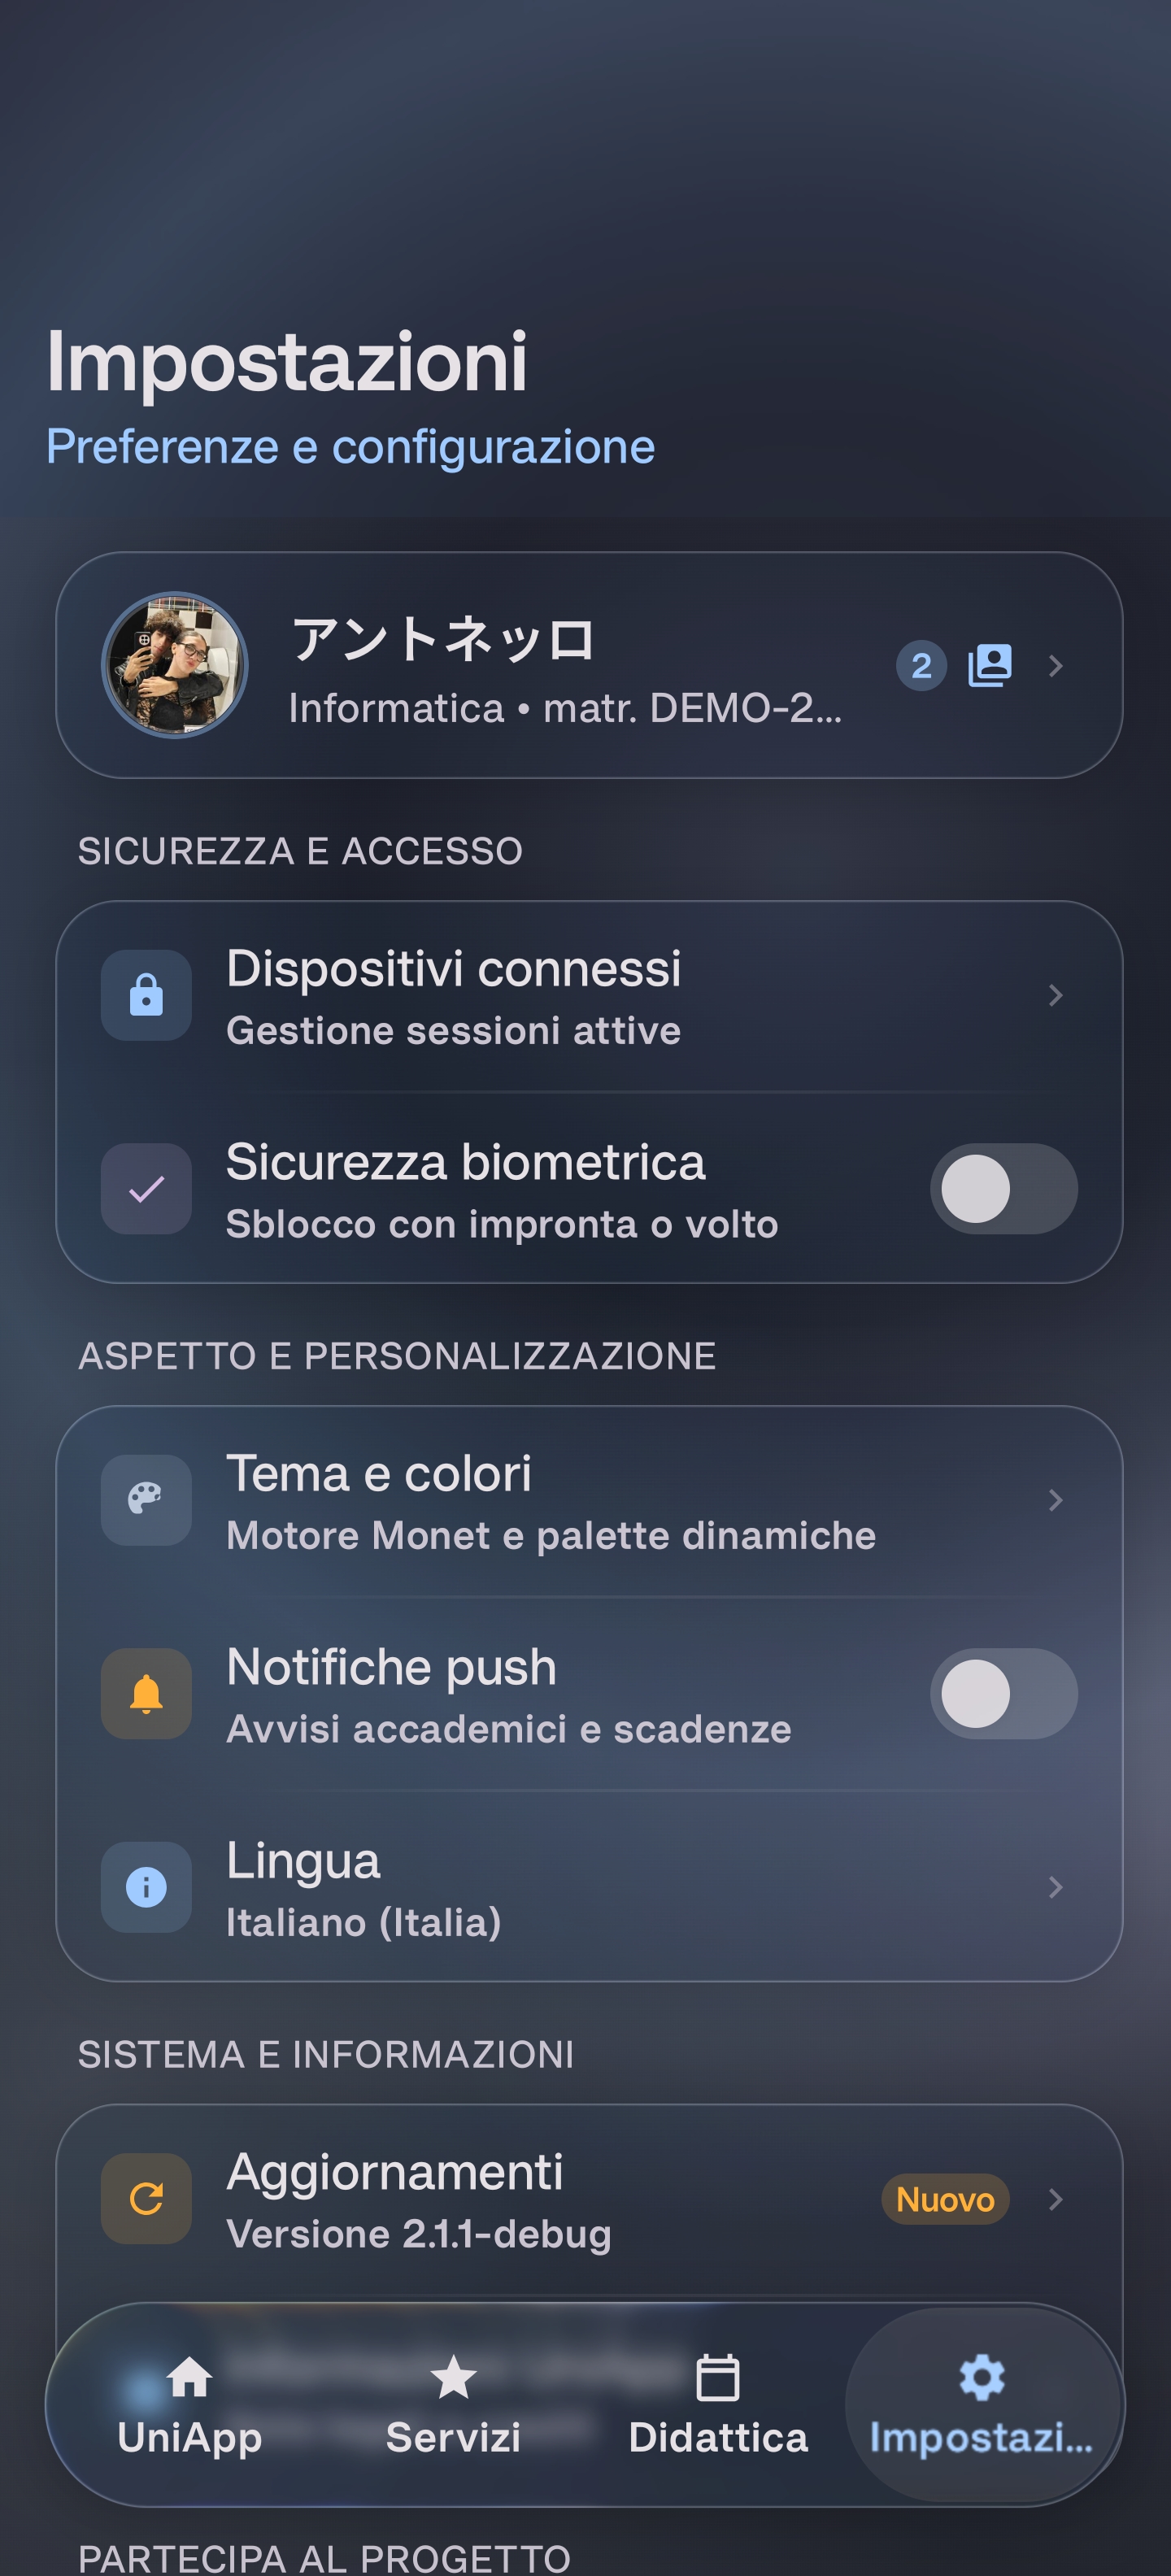 Impostazioni
Preferenze e configurazione
アントネッロ
Informatica • matr. DEMO-2...
2
SICUREZZA E ACCESSO
Dispositivi connessi
Gestione sessioni attive
Sicurezza biometrica
Sblocco con impronta o volto
ASPETTO E PERSONALIZZAZIONE
Tema e colori
Motore Monet e palette dinamiche
Notifiche push
Avvisi accademici e scadenze
Lingua
Italiano (Italia)
SISTEMA E INFORMAZIONI
Aggiornamenti
Versione 2.1.1-debug
Nuovo
UniApp
Servizi
Didattica
Impostazi...
PARTECIPA AL PROGETTO